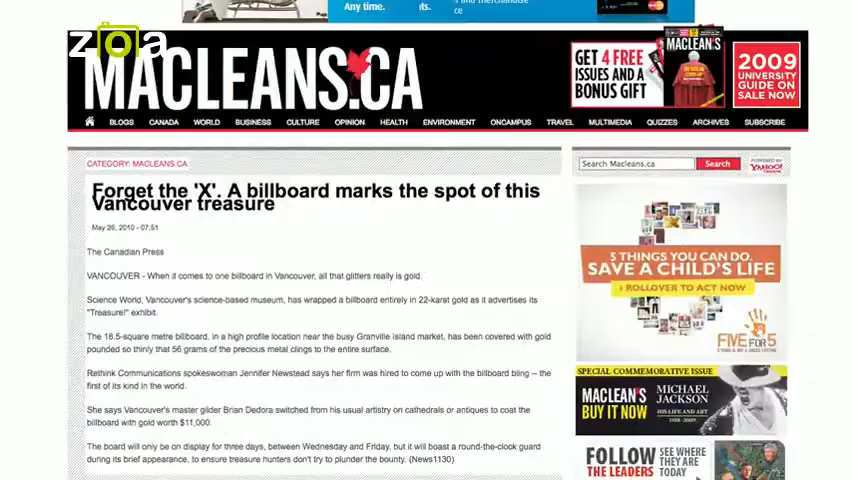 Any time.
and merchandise
ce
zoa
MACLEANS.CA
GET 4 FREE
ISSUES AND A
BONUS GIFT
MACLEAN'S
2009
UNIVERSITY
GUIDE ON
SALE NOW
BLOGS CANADA WORLD BUSINESS CULTURE OPINION HEALTH ENVIRONMENT ONCAMPUS TRAVEL MULTIMEDIA QUIZZES ARCHIVES SUBSCRIBE
CATEGORY: MACLEANS.CA
Search Macleans.ca Search POWERED BY
YAHOO!
CANADA
Forget the 'X'. A billboard marks the spot of this
Vancouver treasure
May 26, 2010 - 07:51
The Canadian Press
VANCOUVER - When it comes to one billboard in Vancouver, all that glitters really is gold.
Science World, Vancouver's science-based museum, has wrapped a billboard entirely in 22-karat gold as it advertises its
"Treasure!" exhibit.
The 18.5-square metre billboard, in a high profile location near the busy Granville island market, has been covered with gold
pounded so thinly that 56 grams of the precious metal clings to the entire surface.
Rethink Communications spokeswoman Jennifer Newstead says her firm was hired to come up with the billboard bling -- the
first of its kind in the world.
She says Vancouver's master gilder Brian Dedora switched from his usual artistry on cathedrals or antiques to coat the
billboard with gold worth $11,000.
The board will only be on display for three days, between Wednesday and Friday, but it will boast a round-the-clock guard
during its brief appearance, to ensure treasure hunters don't try to plunder the bounty. (News1130)
5 THINGS YOU CAN DO.
SAVE A CHILD'S LIFE
ROLLOVER TO ACT NOW
FIVE FOR 5
SPECIAL COMMEMORATIVE ISSUE
MACLEAN'S
BUY IT NOW
MICHAEL
JACKSON
HIS LIFE AND ART
1958-2009
FOLLOW
THE LEADERS
SEE WHERE
THEY ARE
TODAY